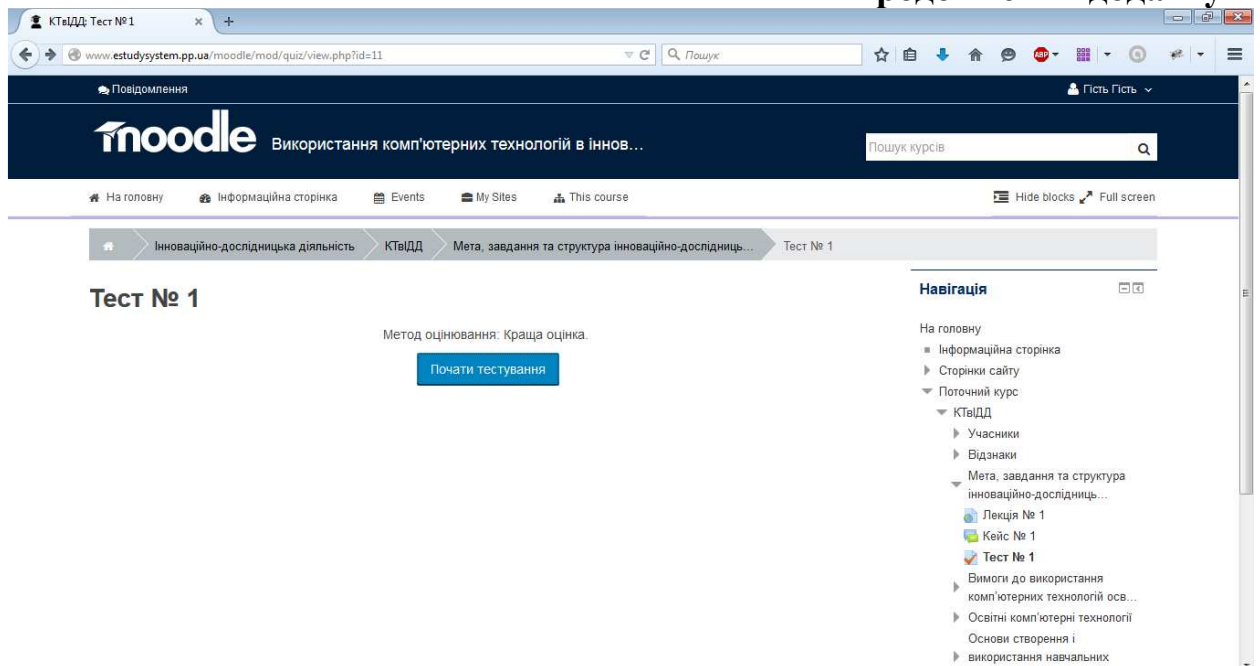 КТвІДД: Тест № 1
www.estudysystem.pp.ua/moodle/mod/quiz/view.php?id=11
Пошук
ABP
Повідомлення
Гість Гість
moodle Використання комп'ютерних технологій в іннов...
Пошук курсів
На головну Інформаційна сторінка Events My Sites This course Hide blocks Full screen
Інноваційно-дослідницька діяльність КТвІДД Мета, завдання та структура інноваційно-дослідниць... Тест № 1
Тест № 1
Метод оцінювання: Краща оцінка.
Почати тестування
Навігація
На головну
Інформаційна сторінка
Сторінки сайту
Поточний курс
КТвІДД
Учасники
Відзнаки
Мета, завдання та структура
інноваційно-дослідниць...
Лекція № 1
Кейс № 1
Тест № 1
Вимоги до використання
комп'ютерних технологій осв...
Освітні комп'ютерні технології
Основи створення і
використання навчальних